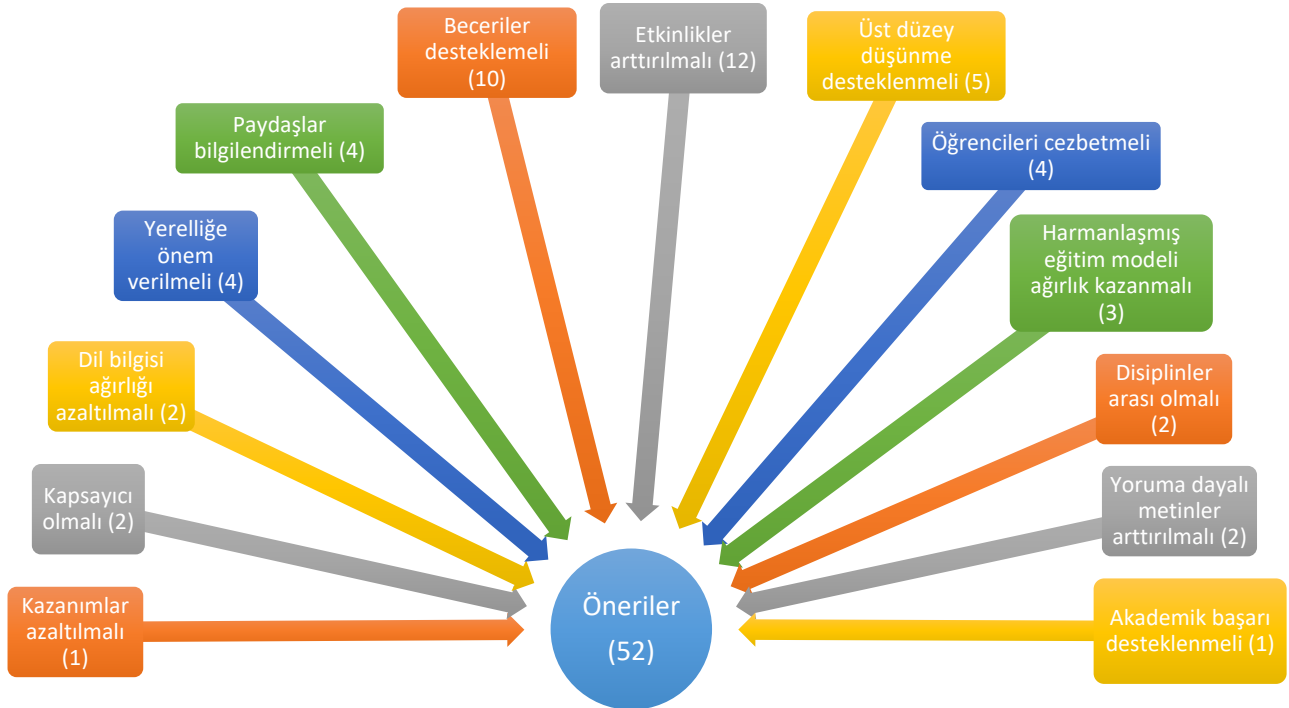 Beceriler
desteklemeli
(10)
Etkinlikler
arttırılmalı (12)
Üst düzey
düşünme
desteklenmeli (5)
Paydaşlar
bilgilendirmeli (4)
Öğrencileri cezbetmeli
(4)
Yerelliğe
önem
verilmeli (4)
Harmanlaşmış
eğitim modeli
ağırlık kazanmalı
(3)
Dil bilgisi
ağırlığı
azaltılmalı (2)
Disiplinler
arası olmalı
(2)
Kapsayıcı
olmalı (2)
Yoruma dayalı
metinler
arttırılmalı (2)
Kazanımlar
azaltılmalı
(1)
Öneriler
(52)
Akademik başarı
desteklenmeli (1)